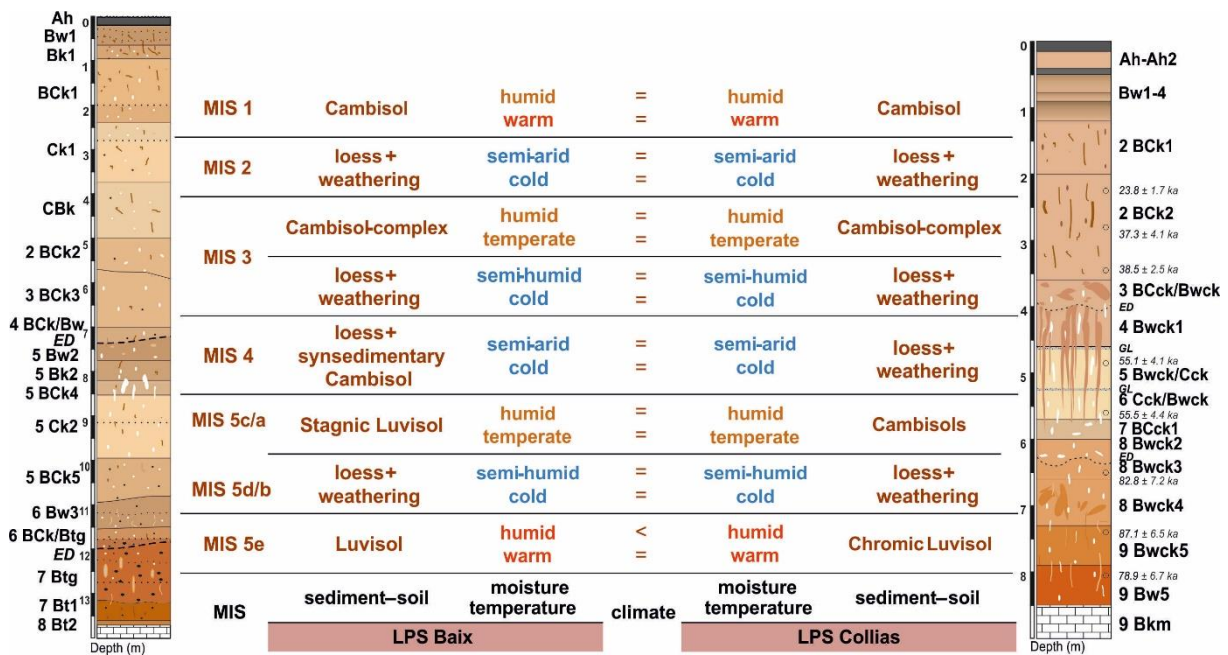 Ah
0
Bw1
Bk1
1
BCk1
2
Ck1
3
CBk
4
2 BCk2
5
3 BCk3
6
4 BCk/Bw
7
ED
5 Bw2
5 Bk2
8
5 BCk4
5 Ck2
9
5 BCk5
10
6 Bw3
11
6 BCk/Btg
ED
12
7 Btg
7 Bt1
13
8 Bt2
Depth (m)
MIS 1 Cambisol humid = humid Cambisol
warm = warm
MIS 2 loess+ semi-arid = semi-arid loess+
weathering cold = cold weathering
MIS 3
Cambisol-complex humid = humid Cambisol-complex
temperate = temperate
loess+ semi-humid = semi-humid loess+
weathering cold = cold weathering
MIS 4 loess+ semi-arid = semi-arid loess+
synsedimentary cold = cold weathering
Cambisol
MIS 5c/a Stagnic Luvisol humid = humid Cambisols
temperate = temperate
MIS 5d/b loess+ semi-humid = semi-humid loess+
weathering cold = cold weathering
MIS 5e Luvisol humid < humid Chromic Luvisol
warm = warm
MIS sediment–soil moisture climate moisture sediment–soil
temperature temperature
LPS Baix LPS Collias
0
Ah-Ah2
Bw1-4
1
2 BCk1
2
23.8 ± 1.7 ka
2 BCk2
37.3 ± 4.1 ka
3
38.5 ± 2.5 ka
3 BCck/Bwck
ED
4
4 Bwck1
GL
55.1 ± 4.1 ka
5
5 Bwck/Cck
GL
6 Cck/Bwck
55.5 ± 4.4 ka
7 BCck1
6
8 Bwck2
ED
8 Bwck3
82.8 ± 7.2 ka
8 Bwck4
7
87.1 ± 6.5 ka
9 Bwck5
78.9 ± 6.7 ka
8
9 Bw5
9 Bkm
Depth (m)